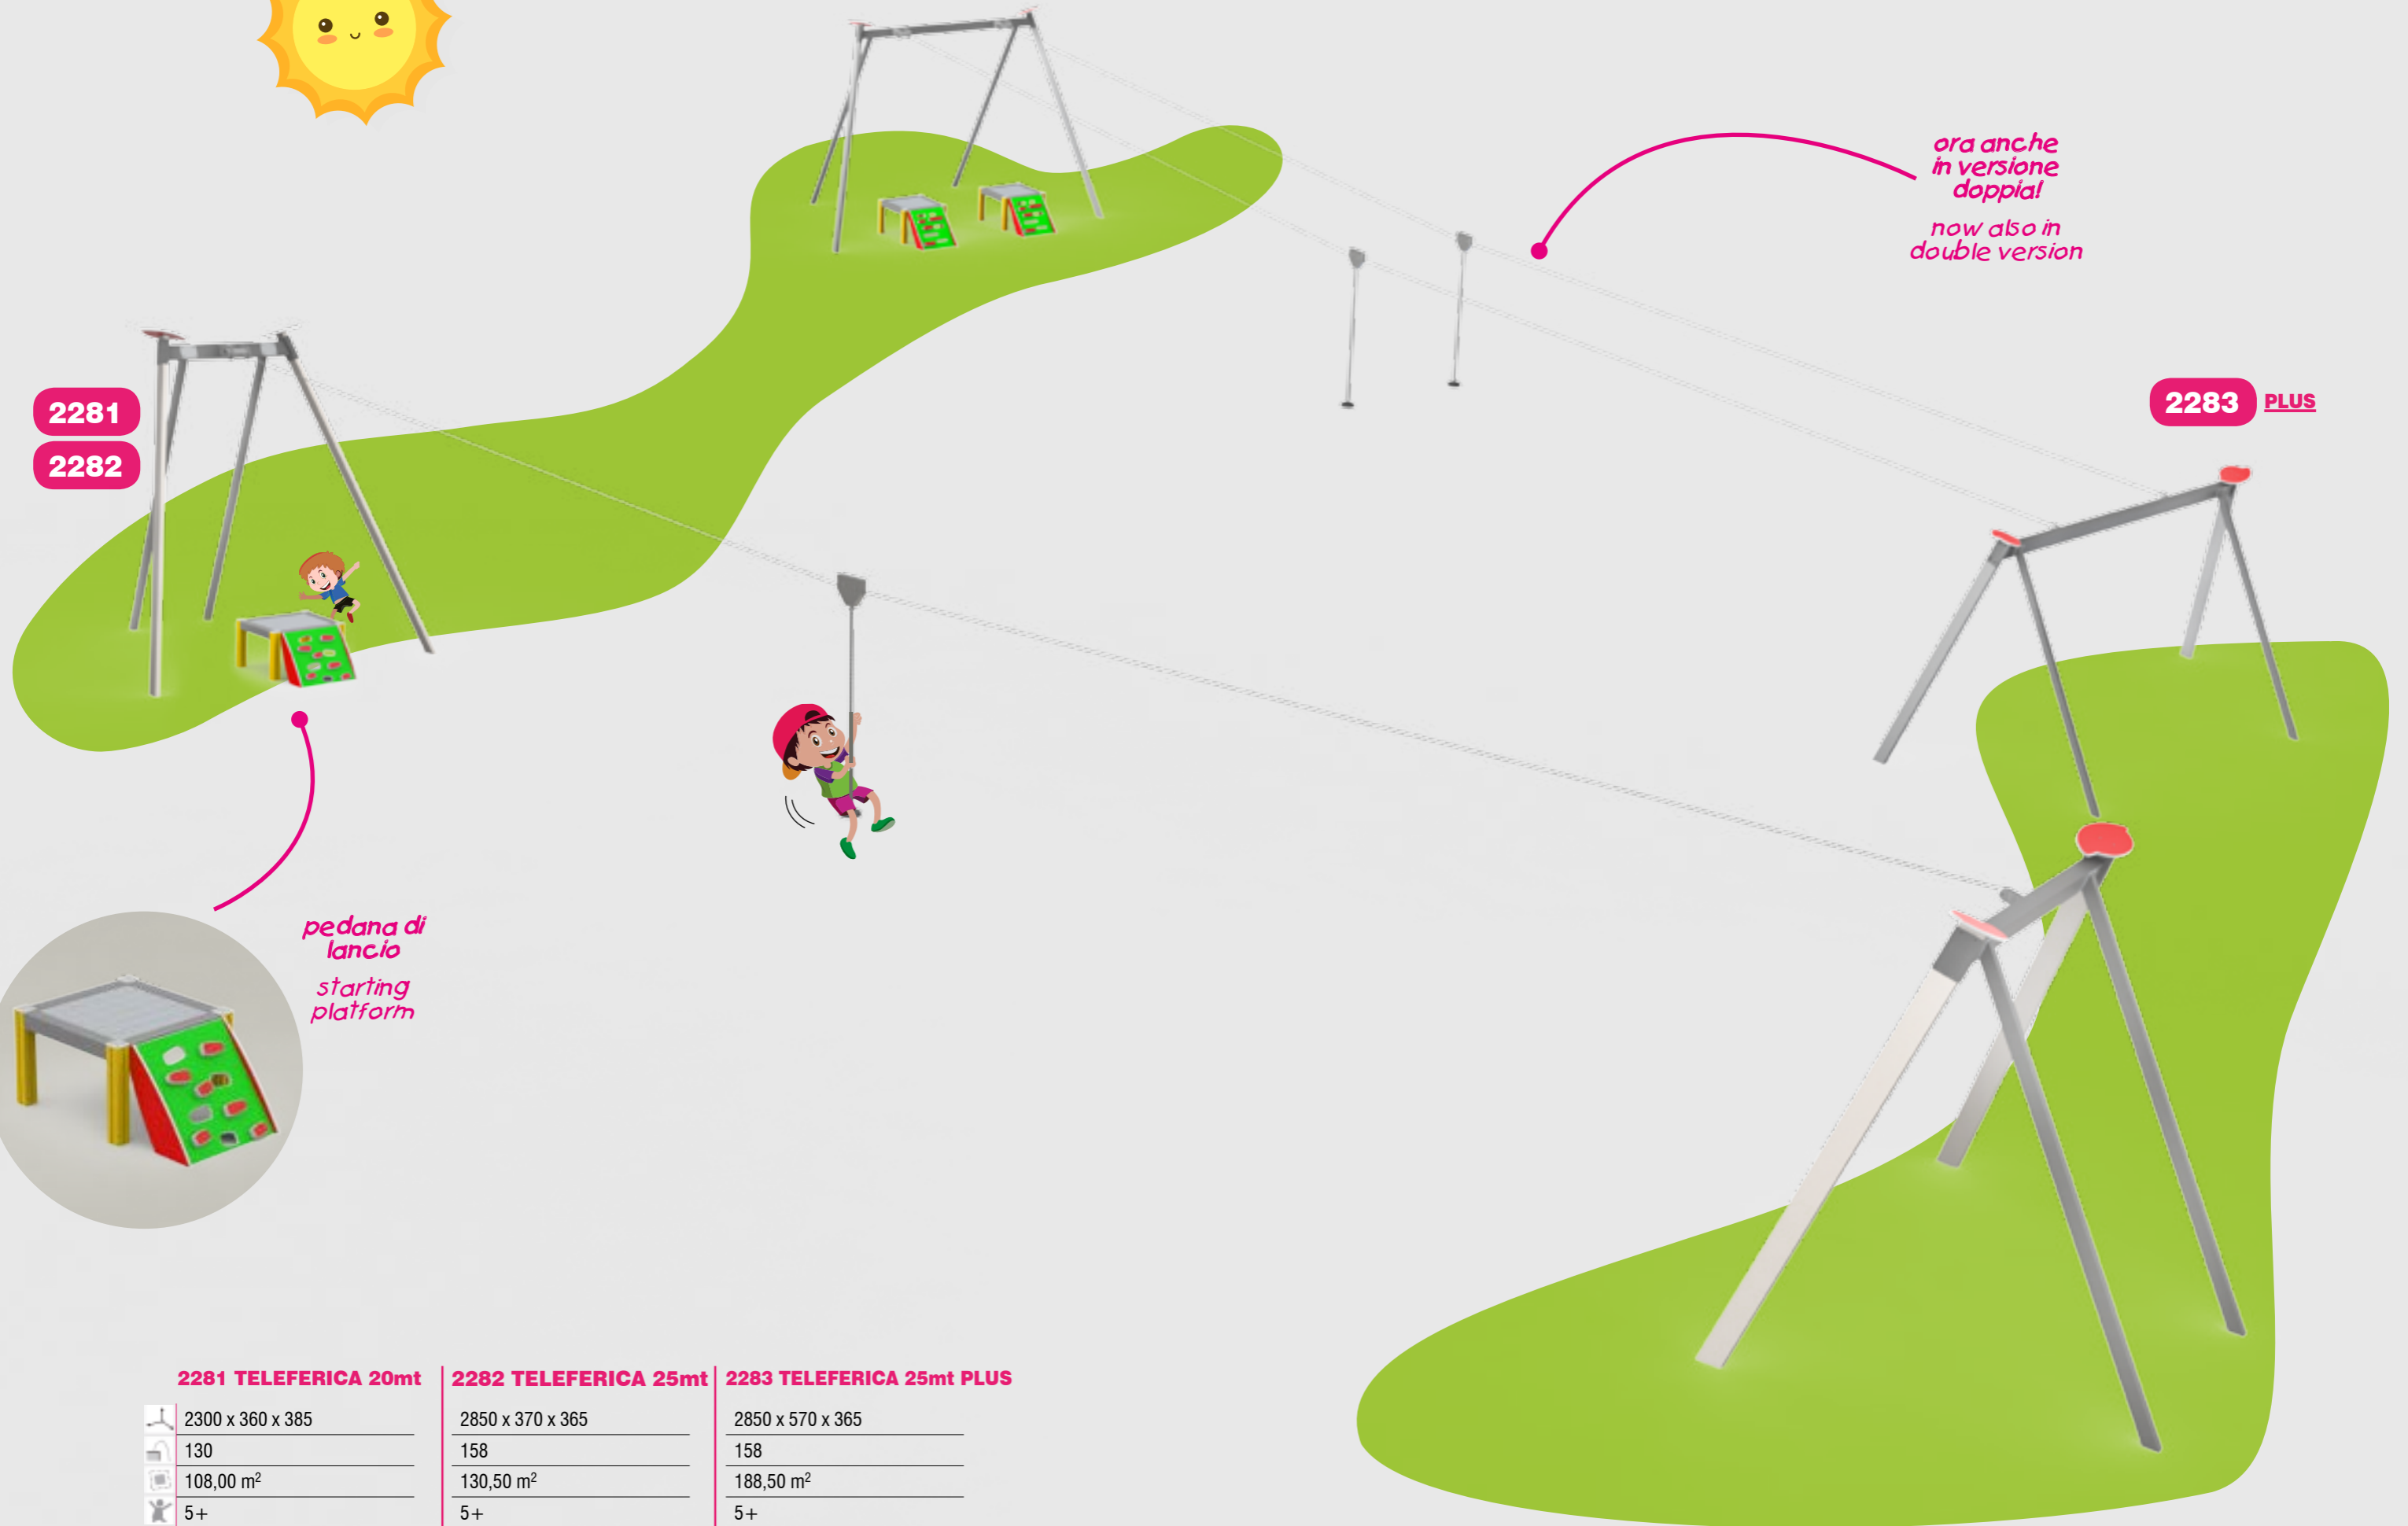 ora anche
in versione
doppia!
now also in
double version
2281
2282
2283 PLUS
pedana di
lancio
starting
platform
2281 TELEFERICA 20mt
2300 x 360 x 385
130
108,00 m²
5+
2282 TELEFERICA 25mt
2850 x 370 x 365
158
130,50 m²
5+
2283 TELEFERICA 25mt PLUS
2850 x 570 x 365
158
188,50 m²
5+